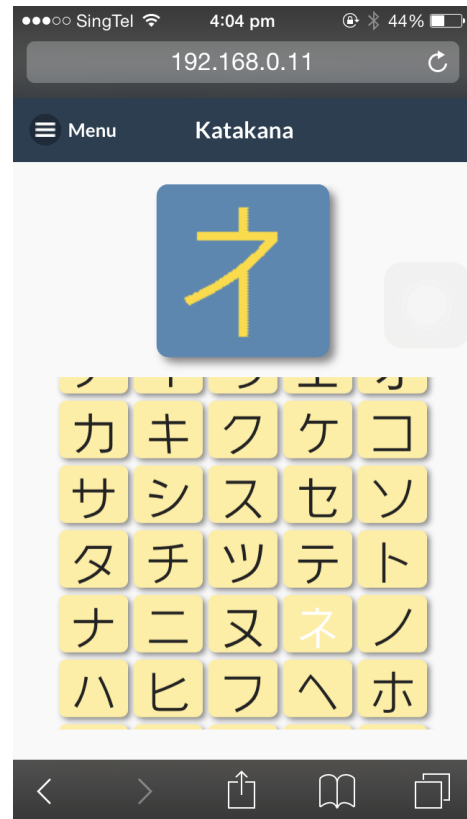 SingTel 4:04 pm 44%
192.168.0.11
Menu Katakana
ネ
カ キ ク ケ コ
サ シ ス セ ソ
タ チ ツ テ ト
ナ ニ ヌ ネ ノ
ハ ヒ フ ヘ ホ